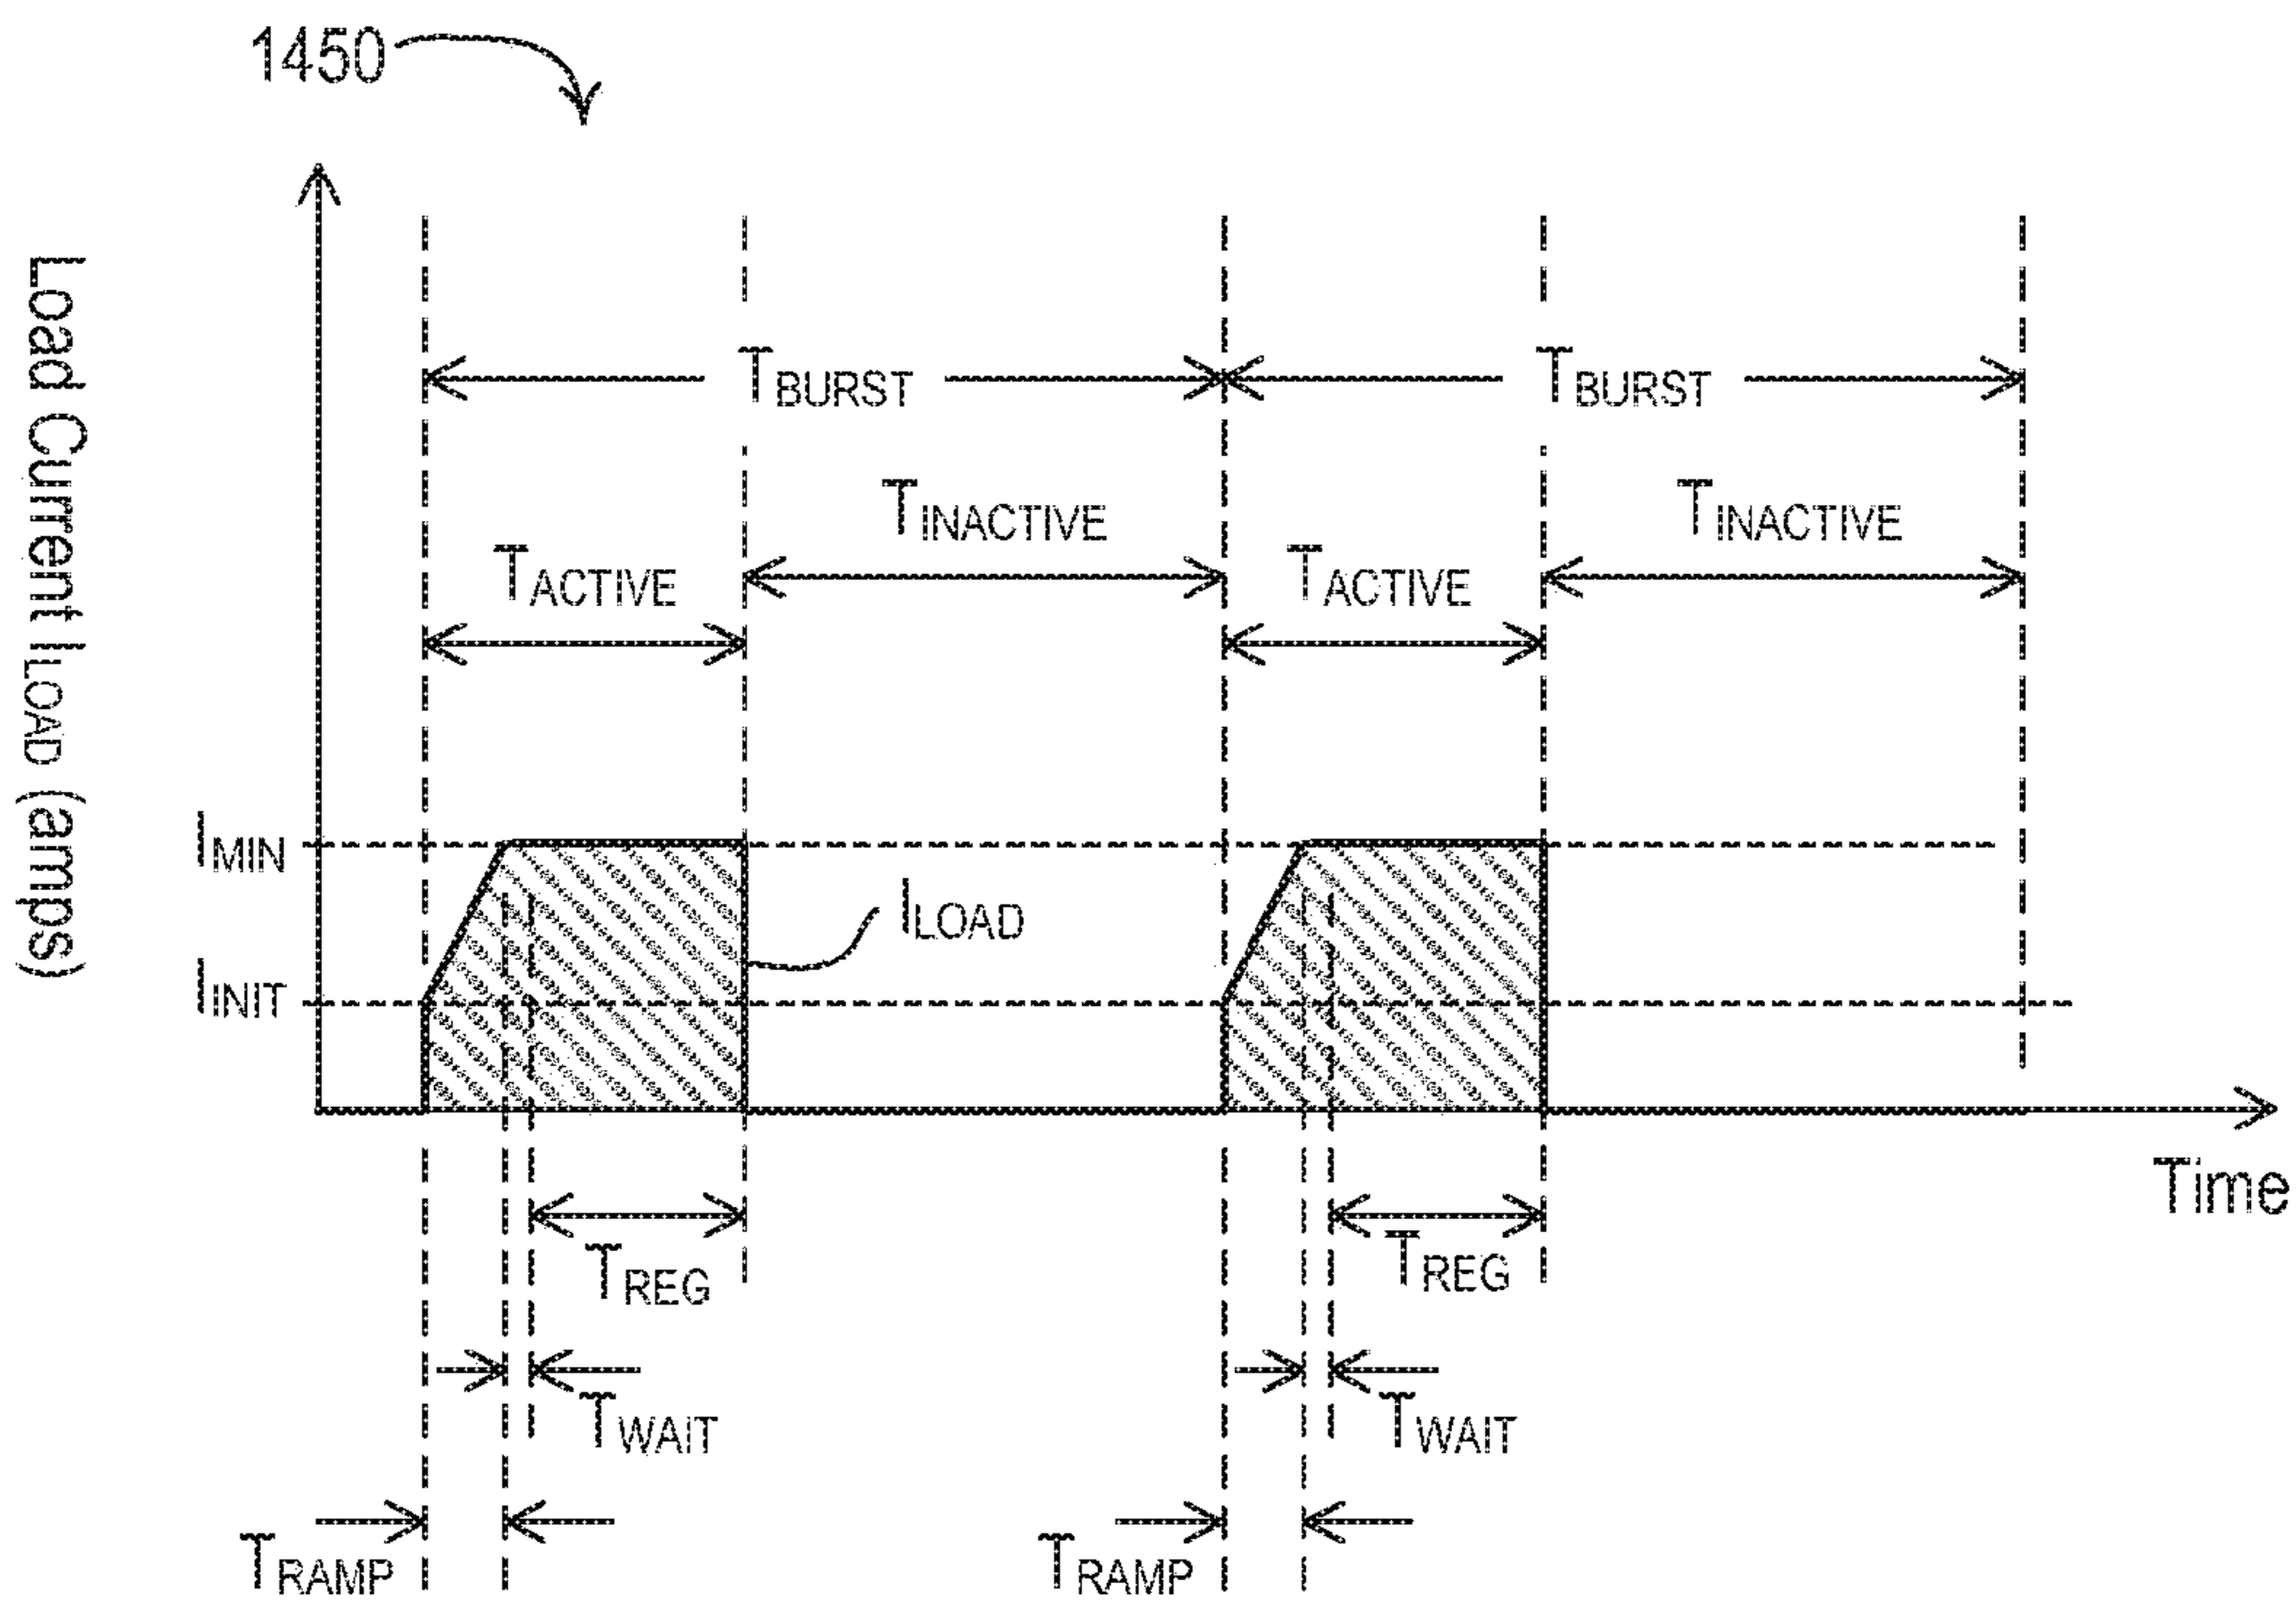 1450
Load Current ILOAD (amps)
TBURST
TBURST
TINACTIVE
TINACTIVE
TACTIVE
TACTIVE
IMIN
ILOAD
IINIT
Time
TREG
TREG
TWAIT
TWAIT
TRAMP
TRAMP